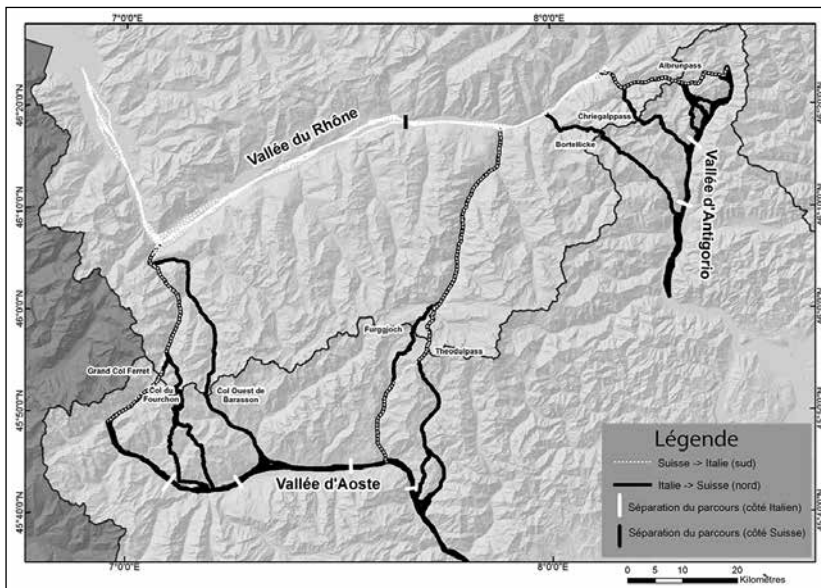 7°0'0"E
8°0'0"E
Albrunpass
46°20'0"N
Chriegalppass
Vallée du Rhône
Bortellicke
Vallée d'Antigorio
46°10'0"N
46°0'0"N
Furggjoch
Theodulpass
Grand Col Ferret
Col du
Fourchon
Col Ouest de
Barasson
45°50'0"N
Légende
Suisse -> Italie (sud)
Italie -> Suisse (nord)
Vallée d'Aoste
Séparation du parcours (côté Italien)
Séparation du parcours (côté Suisse)
45°40'0"N
7°0'0"E
8°0'0"E
0 5 10 15 20
Kilomètres